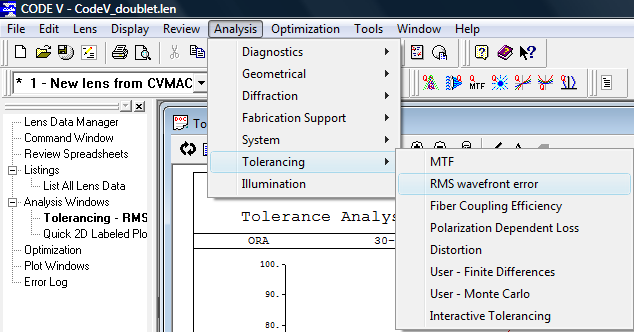 CODE V - CodeV_doublet.len
File Edit Lens Display Review Analysis Optimization Tools Window Help
* 1 - New lens from CVMAC
MTF
Lens Data Manager
Command Window
Review Spreadsheets
Listings
List All Lens Data
Analysis Windows
Tolerancing - RMS
Quick 2D Labeled Plo
Optimization
Plot Windows
Error Log
Diagnostics
Geometrical
Diffraction
Fabrication Support
System
Tolerancing
Illumination
MTF
RMS wavefront error
Fiber Coupling Efficiency
Polarization Dependent Loss
Distortion
User - Finite Differences
User - Monte Carlo
Interactive Tolerancing
To
Tolerance Analys
ORA 30-
100.
90.
80.